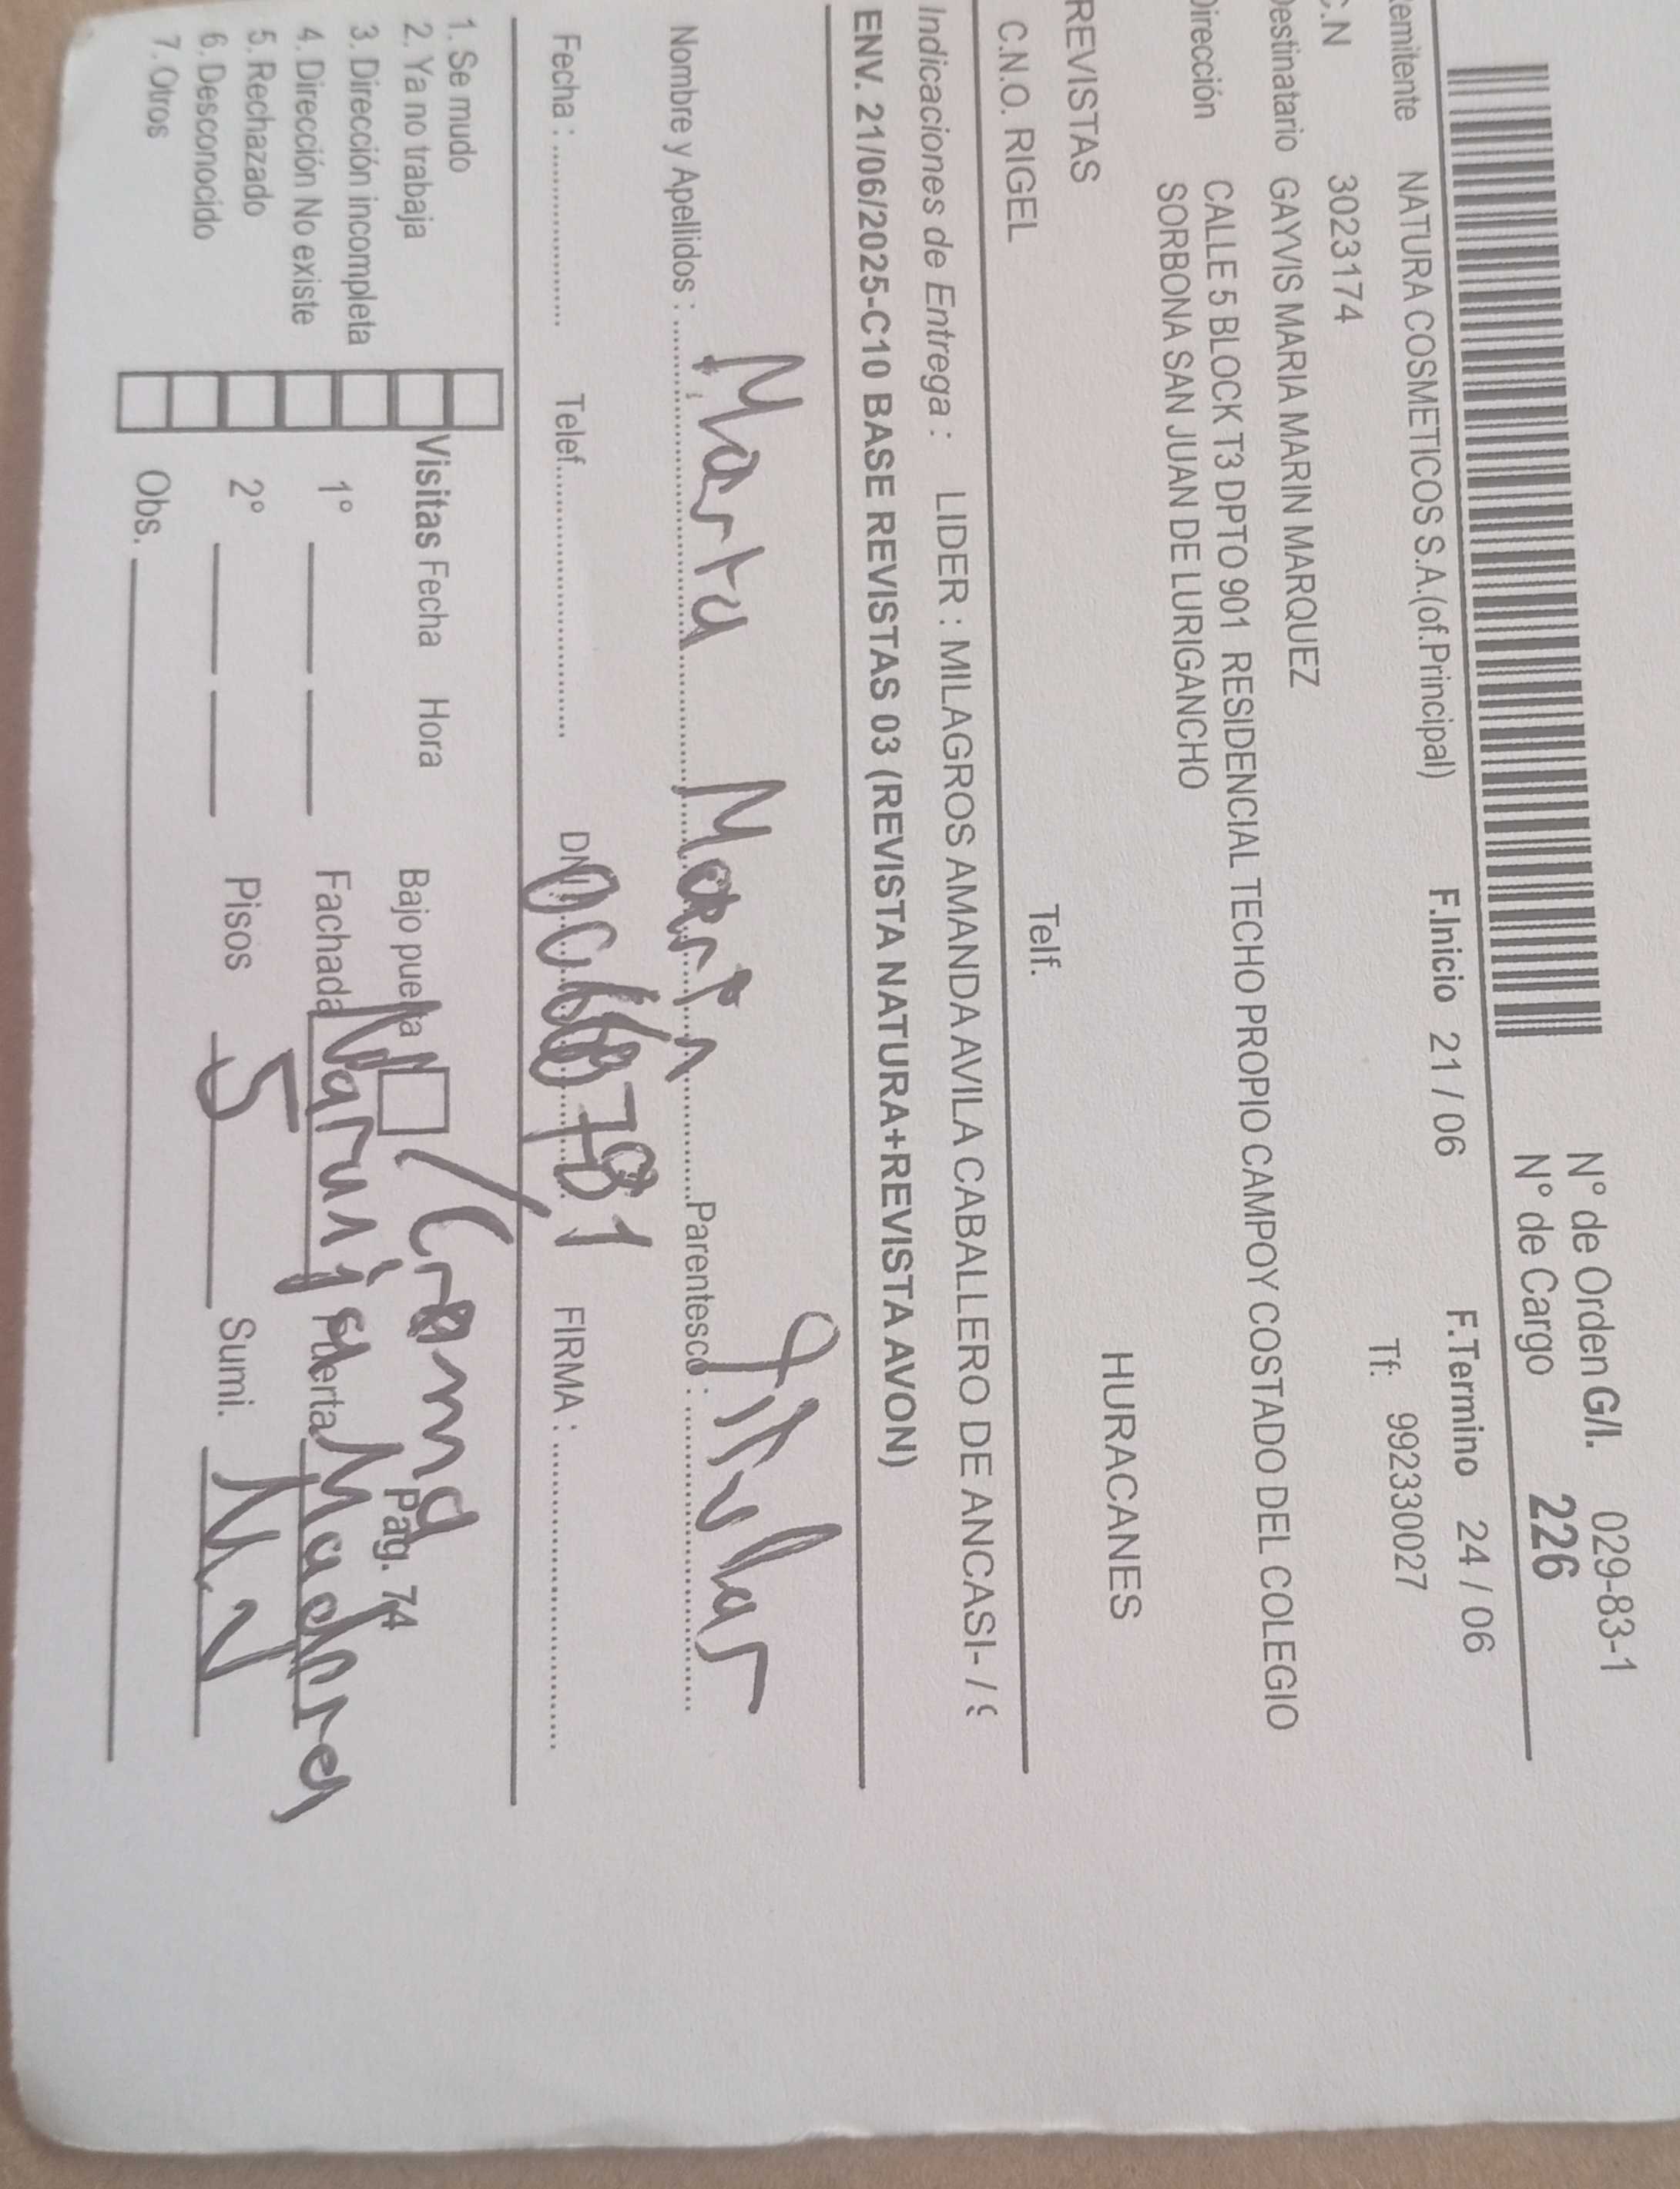 N° de Orden G/I. 029-83-1
N° de Cargo 226
emitente NATURA COSMETICOS S.A.(of.Principal) F.Inicio 21 / 06 F.Termino 24 / 06
C.N 3023174 Tf: 992330027
Destinatario GAYVIS MARIA MARIN MARQUEZ
Dirección CALLE 5 BLOCK T3 DPTO 901 RESIDENCIAL TECHO PROPIO CAMPOY COSTADO DEL COLEGIO
SORBONA SAN JUAN DE LURIGANCHO
HURACANES
REVISTAS
Telf.
C.N.O. RIGEL
Indicaciones de Entrega : LIDER : MILAGROS AMANDA AVILA CABALLERO DE ANCASI- / 9
ENV. 21/06/2025-C10 BASE REVISTAS 03 (REVISTA NATURA+REVISTA AVON)
Nombre y Apellidos : Marta Marin Parentesco : Titular
Fecha : Telef. DNI FIRMA :
1. Se mudo
2. Ya no trabaja
3. Dirección incompleta
4. Dirección No existe
5. Rechazado
6. Desconocido
7. Otros
Visitas Fecha Hora Bajo puerta / Crema Pág. 74
1° Fachada Naranja Puerta Madera
2° Pisos 5 Sumi.
Obs.